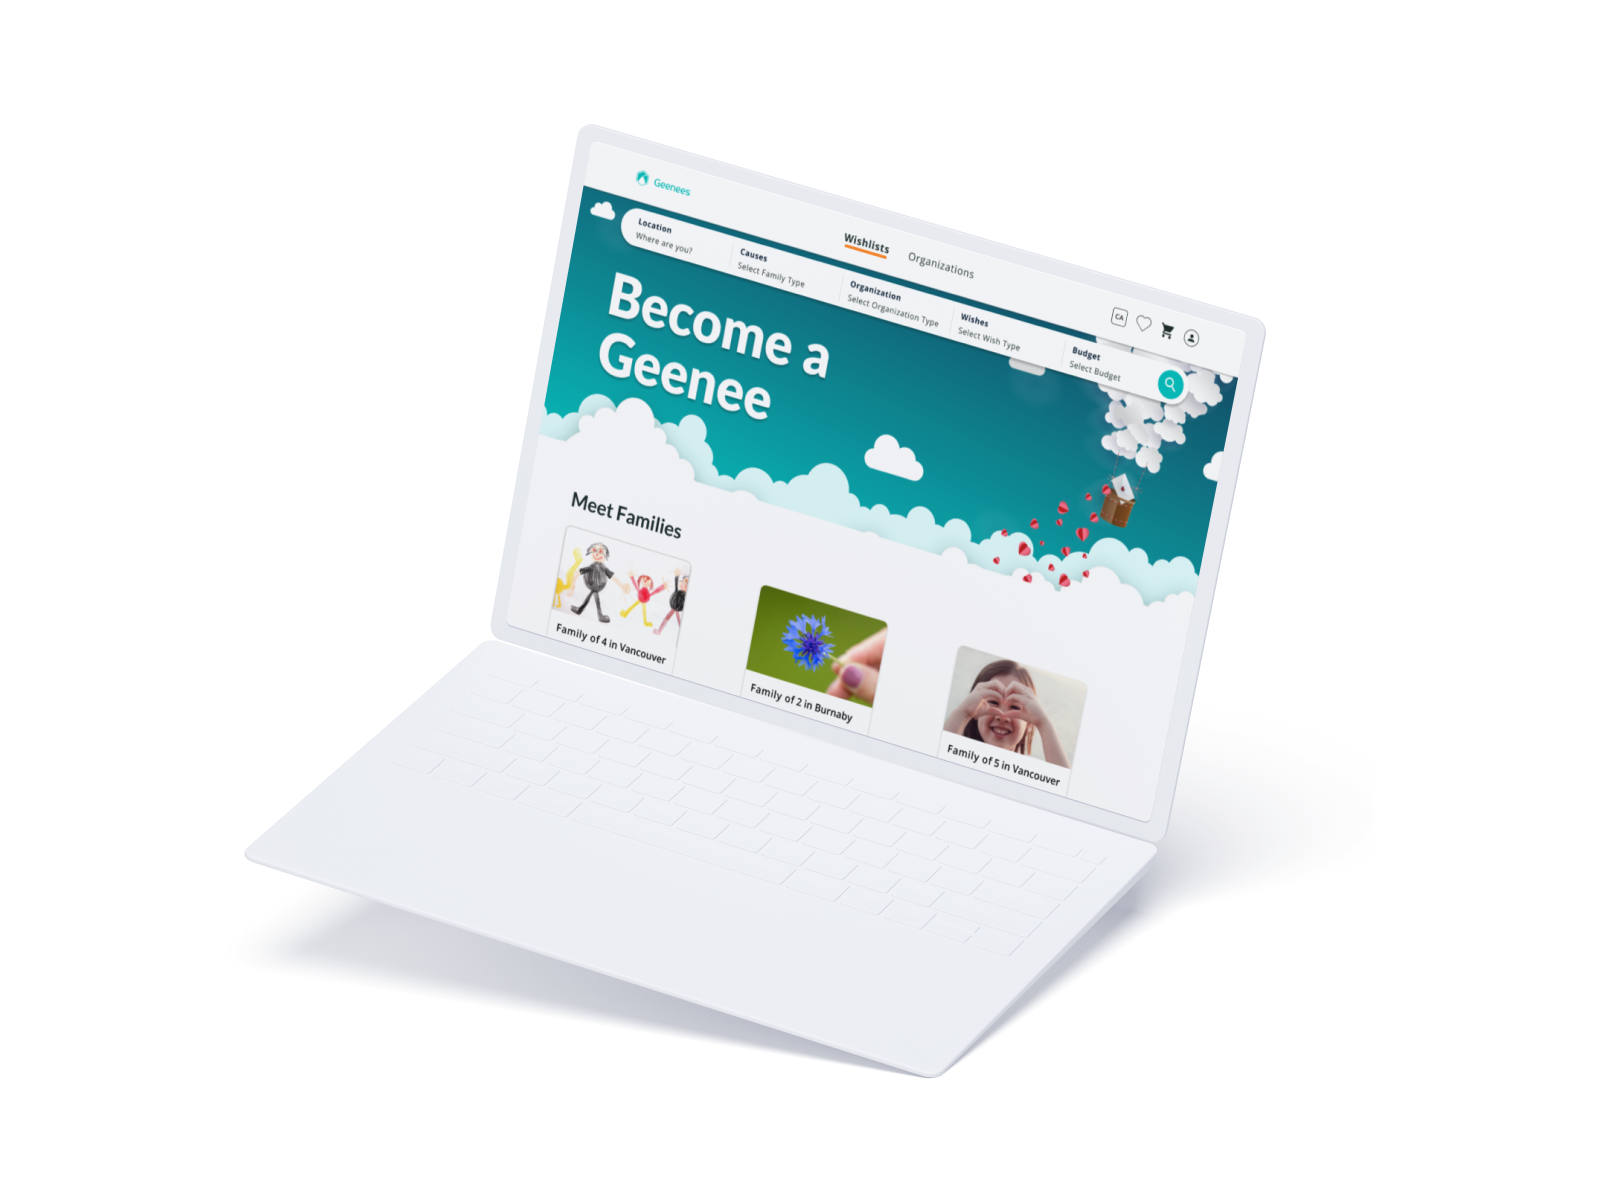 Geenees
Wishlists
Organizations
CA
Location
Where are you?
Causes
Select Family Type
Organization
Select Organization Type
Wishes
Select Wish Type
Budget
Select Budget
Become a
Geenee
Meet Families
Family of 4 in Vancouver
Family of 2 in Burnaby
Family of 5 in Vancouver